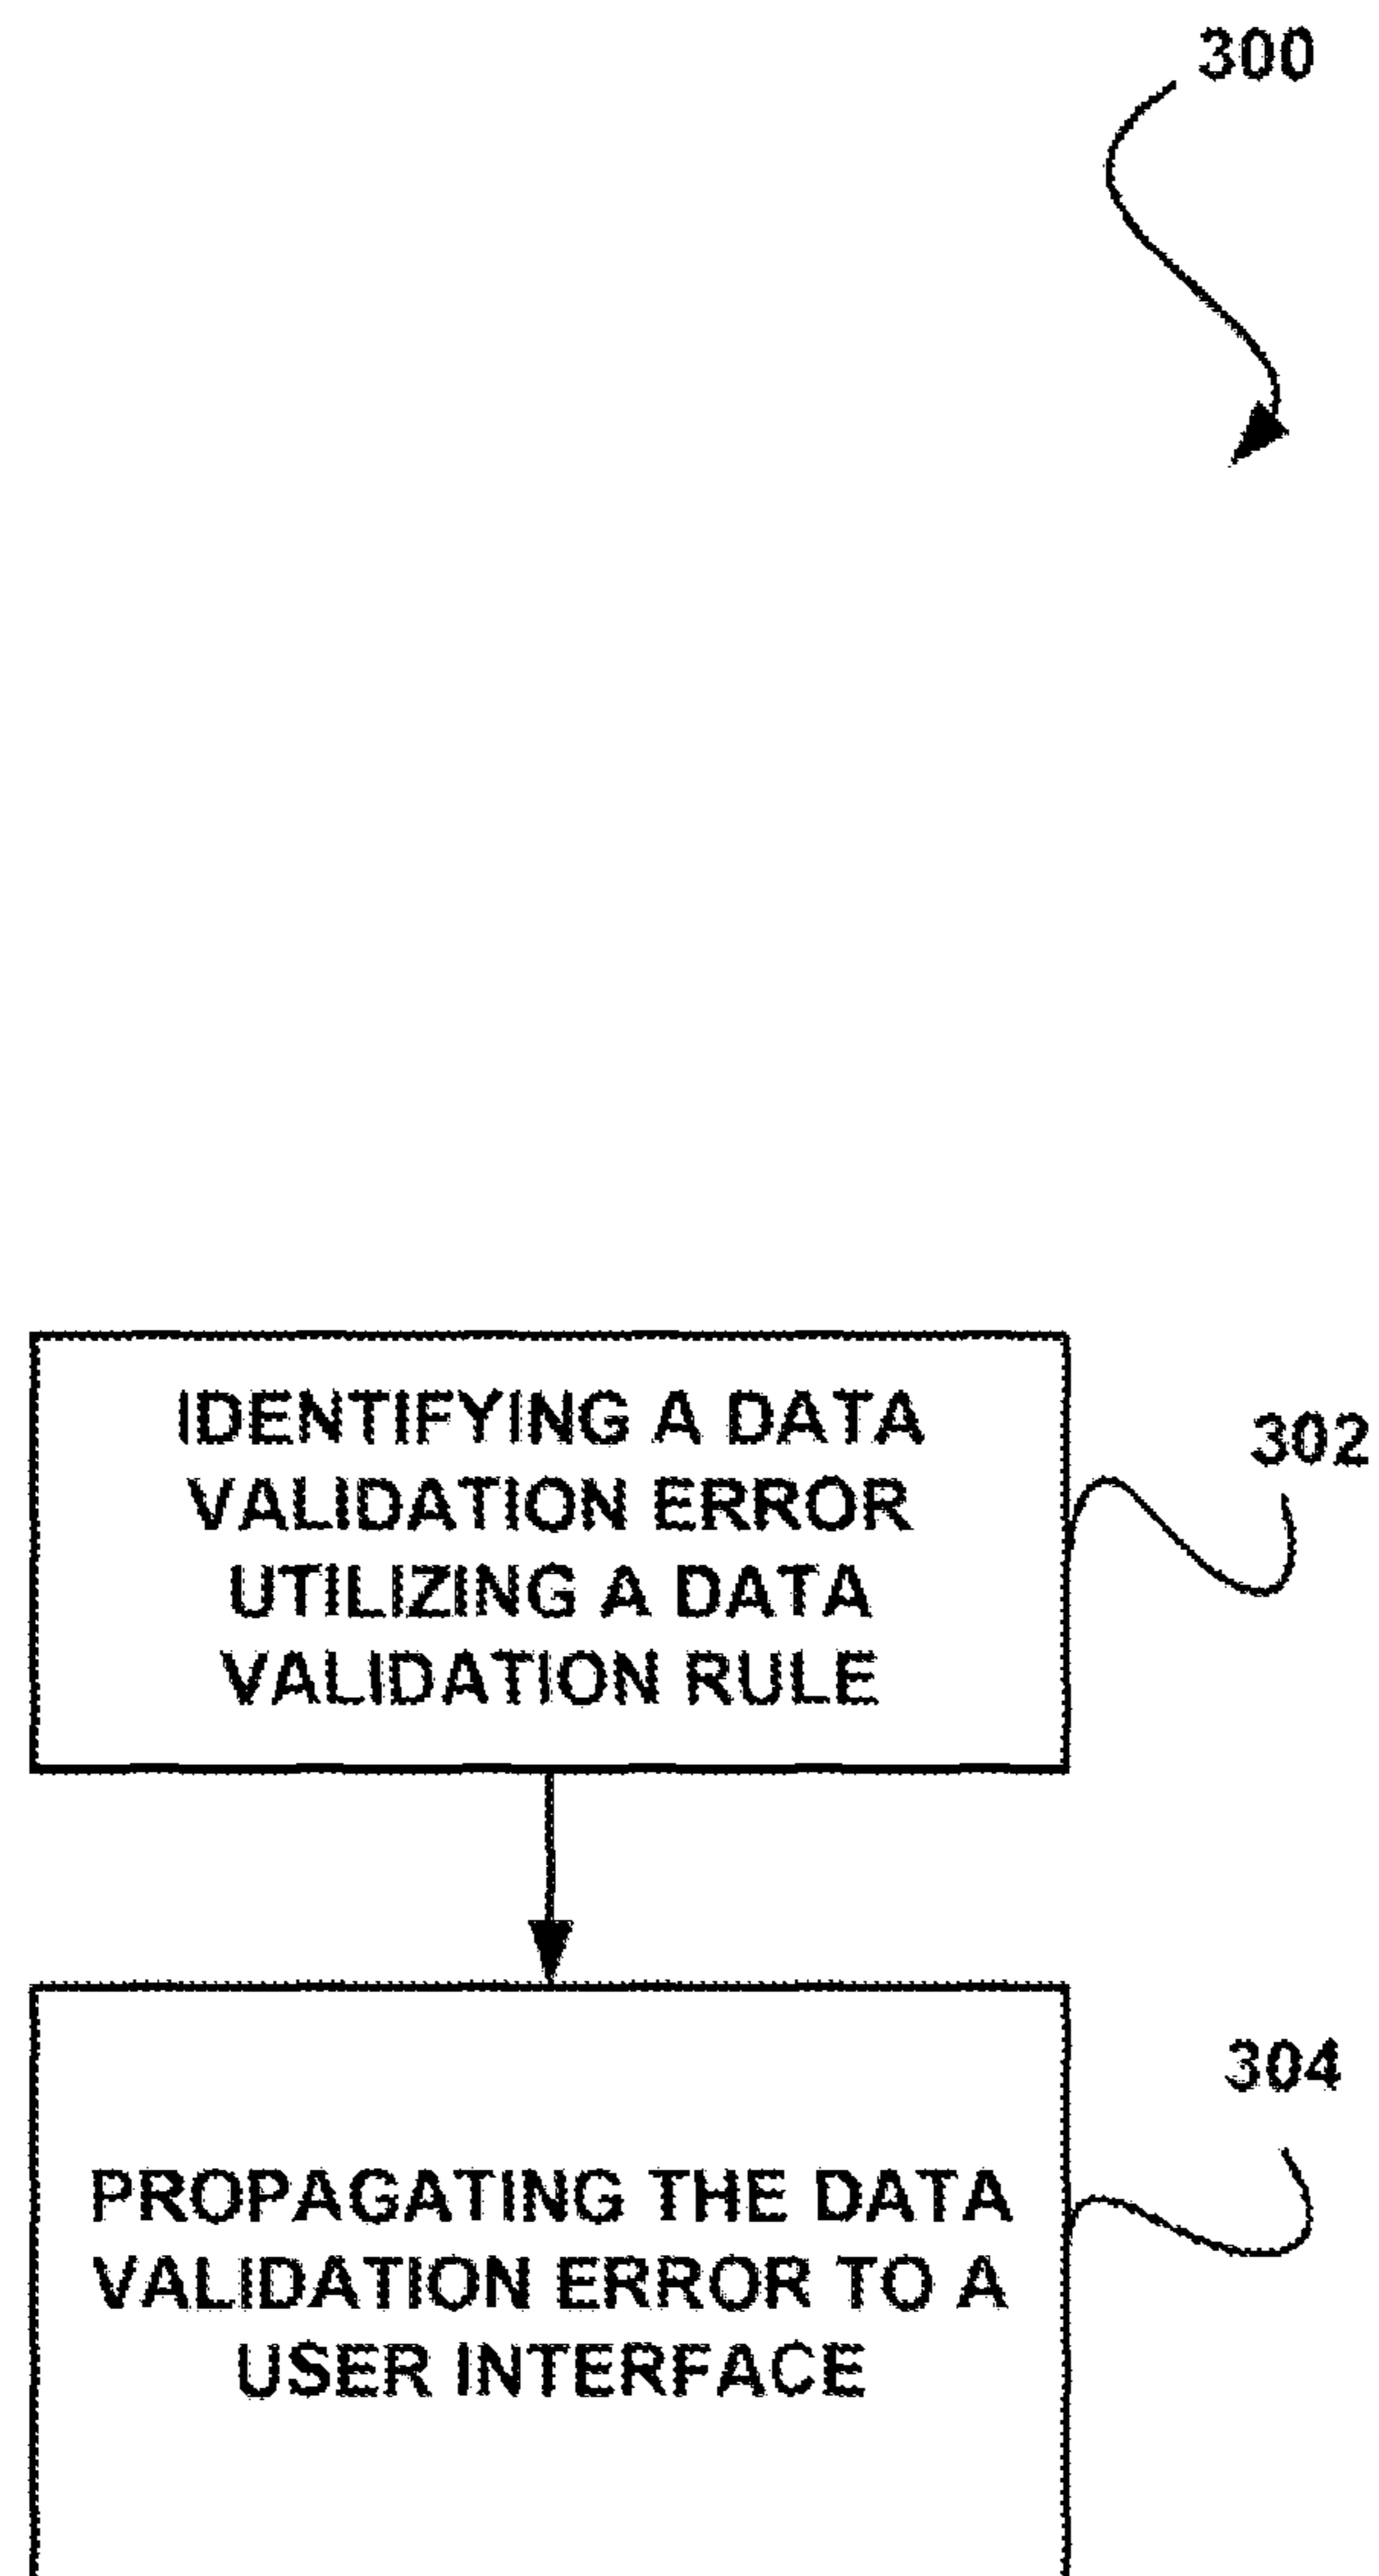 300
IDENTIFYING A DATA
VALIDATION ERROR
UTILIZING A DATA
VALIDATION RULE
302
304
PROPAGATING THE DATA
VALIDATION ERROR TO A
USER INTERFACE